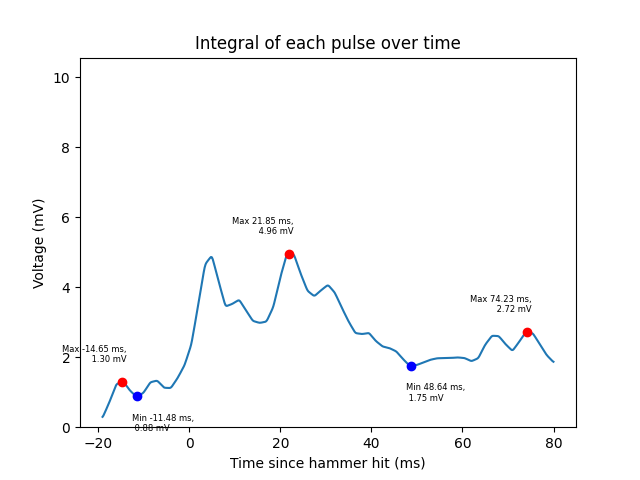 Integral of each pulse over time
Voltage (mV)
10
8
6
4
2
0
Max 21.85 ms,
4.96 mV
Max 74.23 ms,
2.72 mV
Max -14.65 ms,
1.30 mV
Min 48.64 ms,
1.75 mV
Min -11.48 ms,
0.88 mV
−20
0
20
40
60
80
Time since hammer hit (ms)